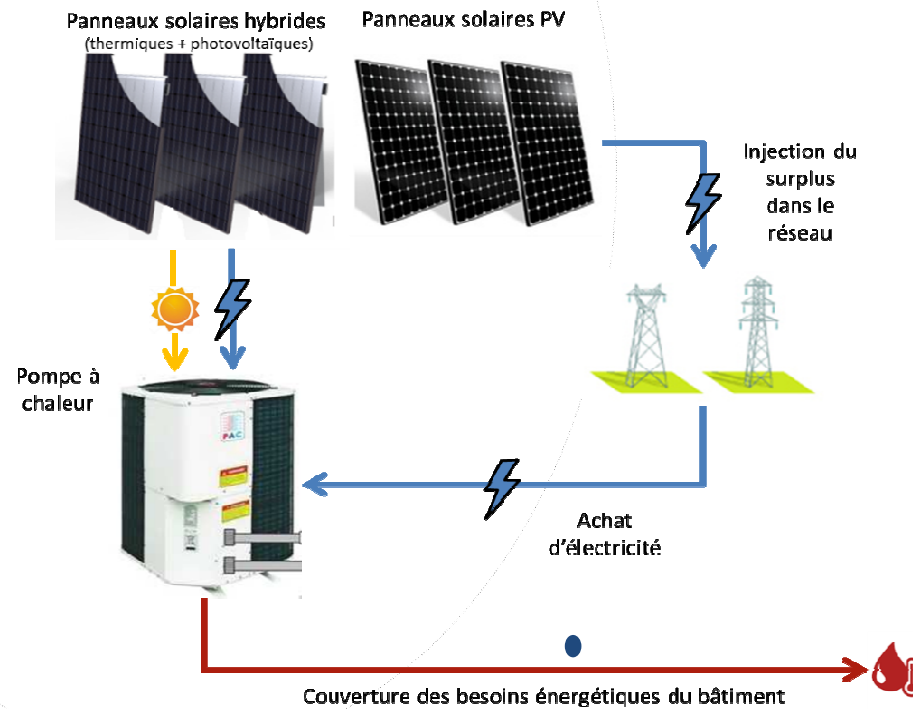 Panneaux solaires hybrides
(thermiques + photovoltaïques)
Panneaux solaires PV
Injection du
surplus
dans le
réseau
Pompe à
chaleur
PAC
Achat
d'électricité
Couverture des besoins énergétiques du bâtiment